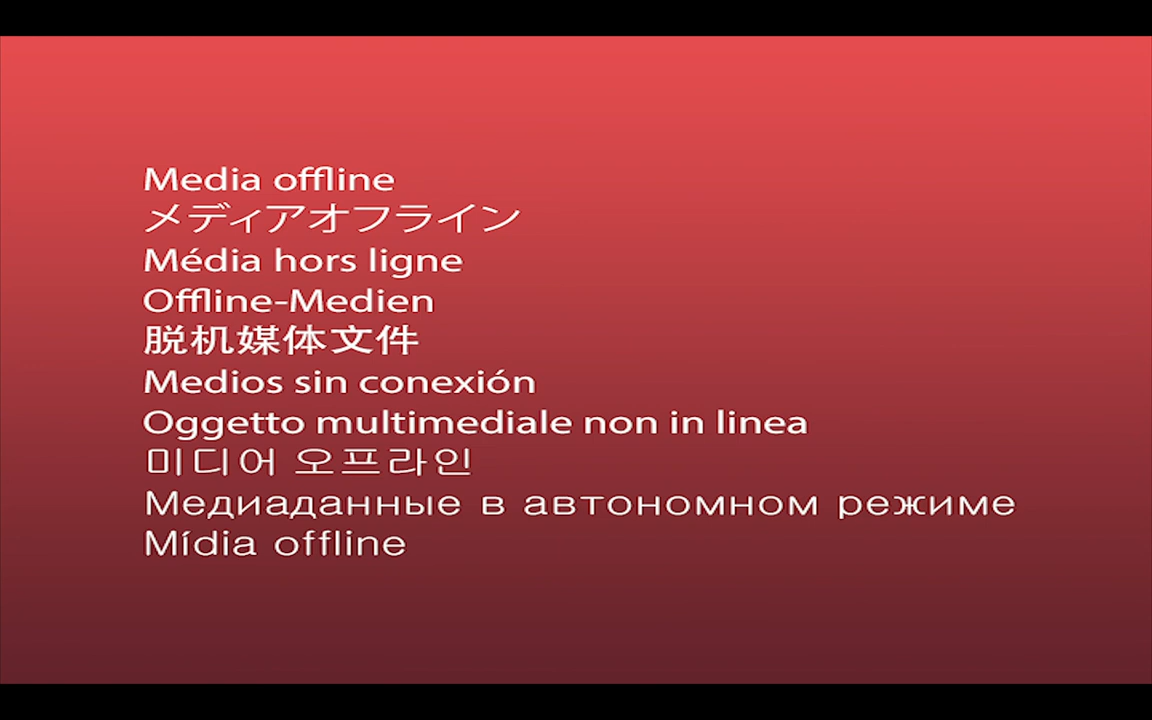 Media offline
メディアオフライン
Média hors ligne
Offline-Medien
脱机媒体文件
Medios sin conexión
Oggetto multimediale non in linea
미디어 오프라인
Медиаданные в автономном режиме
Mídia offline